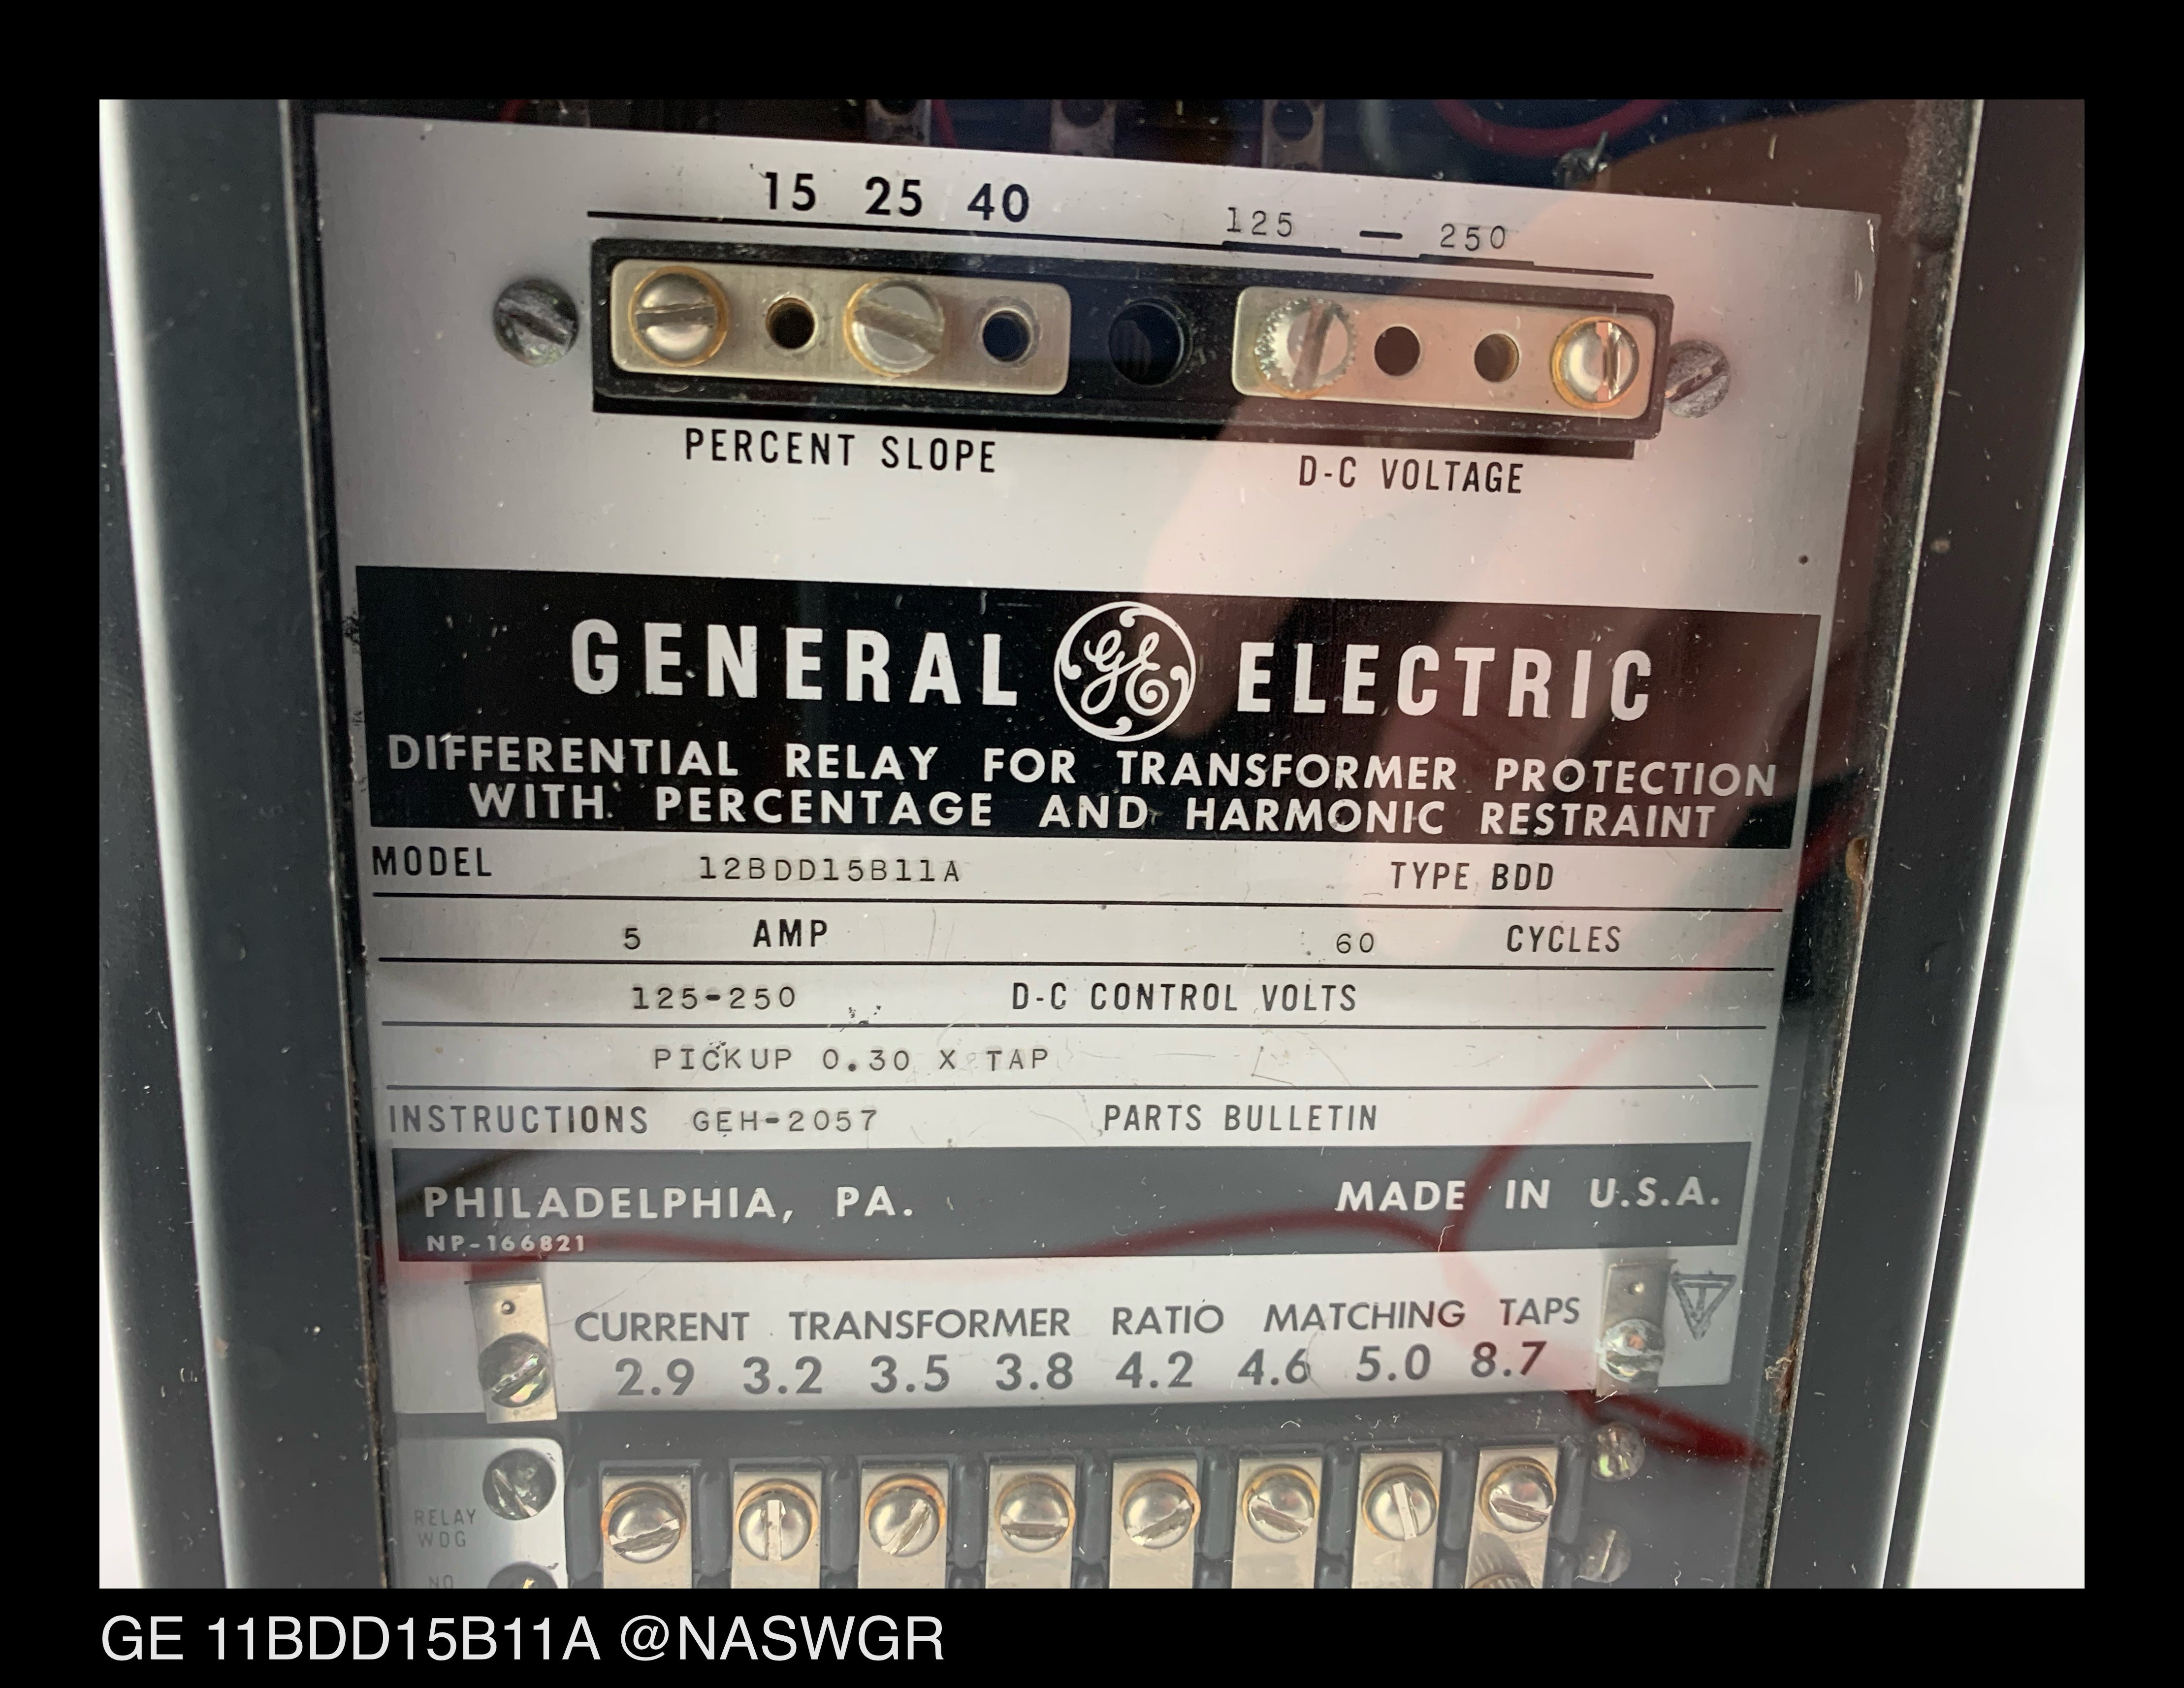 15 25 40
125 — 250
PERCENT SLOPE
D-C VOLTAGE
GENERAL GE ELECTRIC
DIFFERENTIAL RELAY FOR TRANSFORMER PROTECTION
WITH PERCENTAGE AND HARMONIC RESTRAINT
MODEL 12BDD15B11A TYPE BDD
5 AMP 60 CYCLES
125-250 D-C CONTROL VOLTS
PICKUP 0.30 X TAP
INSTRUCTIONS GEH-2057 PARTS BULLETIN
PHILADELPHIA, PA. MADE IN U.S.A.
NP-166821
CURRENT TRANSFORMER RATIO MATCHING TAPS
2.9 3.2 3.5 3.8 4.2 4.6 5.0 8.7
RELAY
WDG
NO
GE 11BDD15B11A @NASWGR